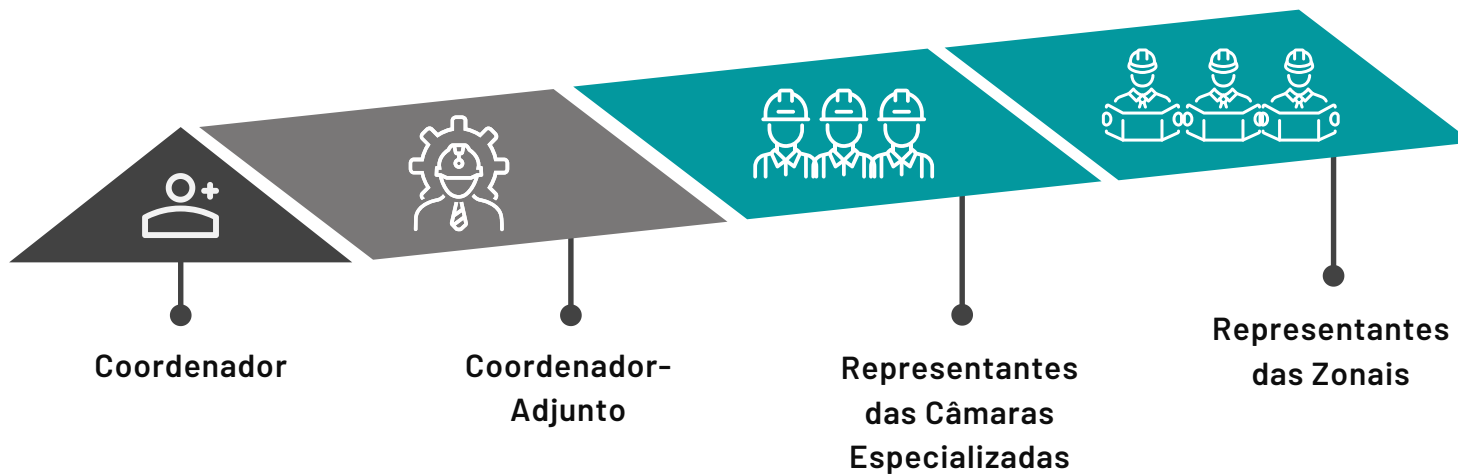 Coordenador
Coordenador-
Adjunto
Representantes
das Câmaras
Especializadas
Representantes
das Zonais